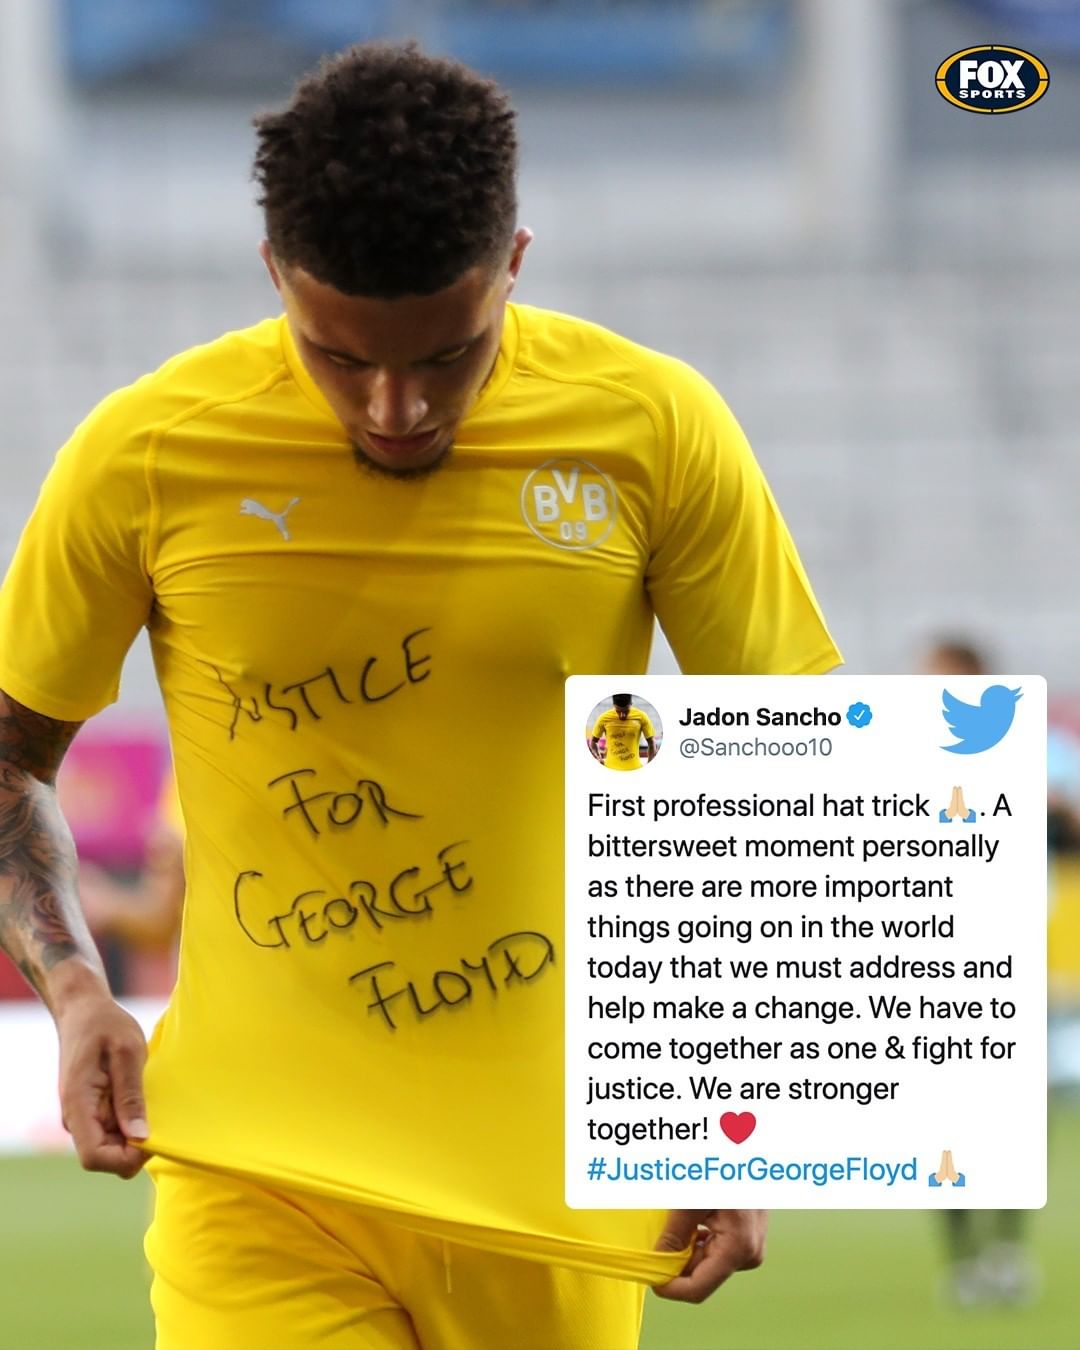 FOX
SPORTS
BVB
09
JUSTICE
FOR
GEORGE
FLOYD
Jadon Sancho
@Sanchooo10
First professional hat trick 🙏🏼. A
bittersweet moment personally
as there are more important
things going on in the world
today that we must address and
help make a change. We have to
come together as one & fight for
justice. We are stronger
together! ❤️
#JusticeForGeorgeFloyd 🙏🏼